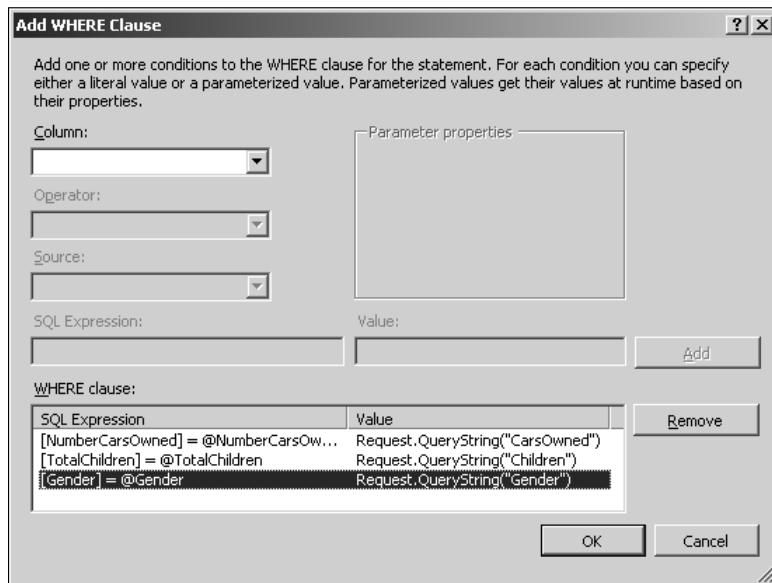 Add WHERE Clause
Add one or more conditions to the WHERE clause for the statement. For each condition you can specify
either a literal value or a parameterized value. Parameterized values get their values at runtime based on
their properties.
Column:
Parameter properties
Operator:
Source:
SQL Expression:
Value:
Add
WHERE clause:
SQL Expression Value
[NumberCarsOwned] = @NumberCarsOw... Request.QueryString("CarsOwned")
[TotalChildren] = @TotalChildren Request.QueryString("Children")
[Gender] = @Gender Request.QueryString("Gender")
Remove
OK Cancel